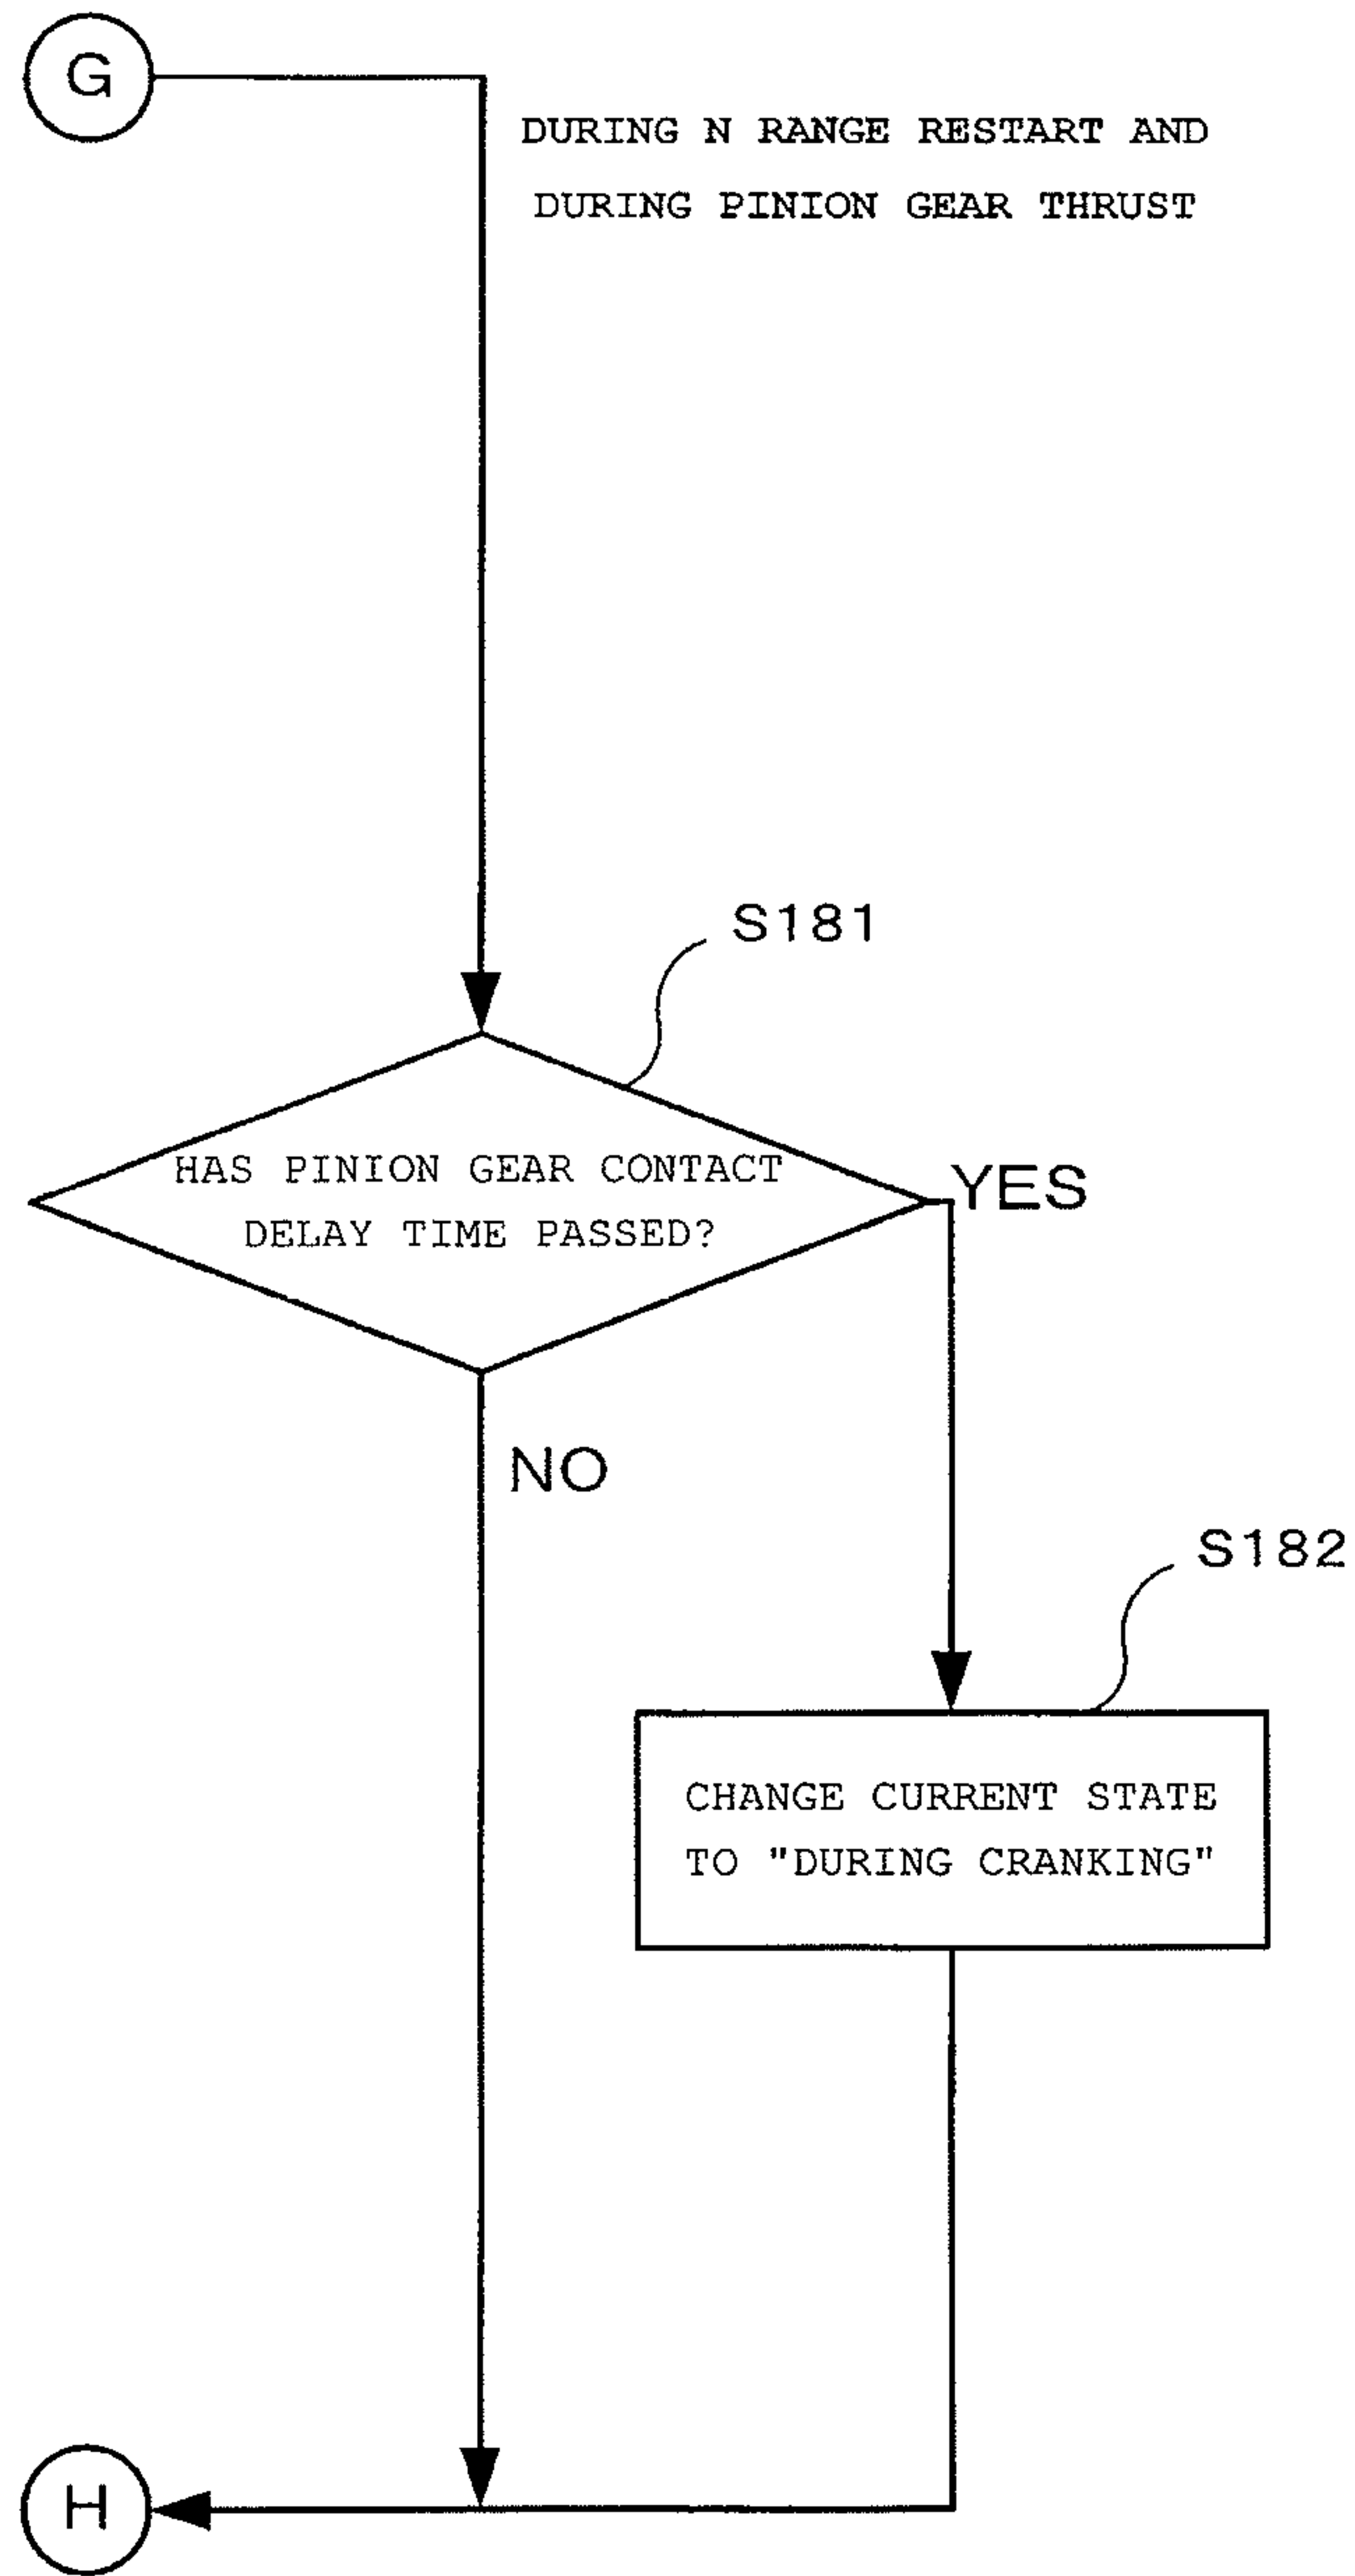 G
DURING N RANGE RESTART AND
DURING PINION GEAR THRUST
S181
HAS PINION GEAR CONTACT
DELAY TIME PASSED?
YES
NO
S182
CHANGE CURRENT STATE
TO "DURING CRANKING"
H